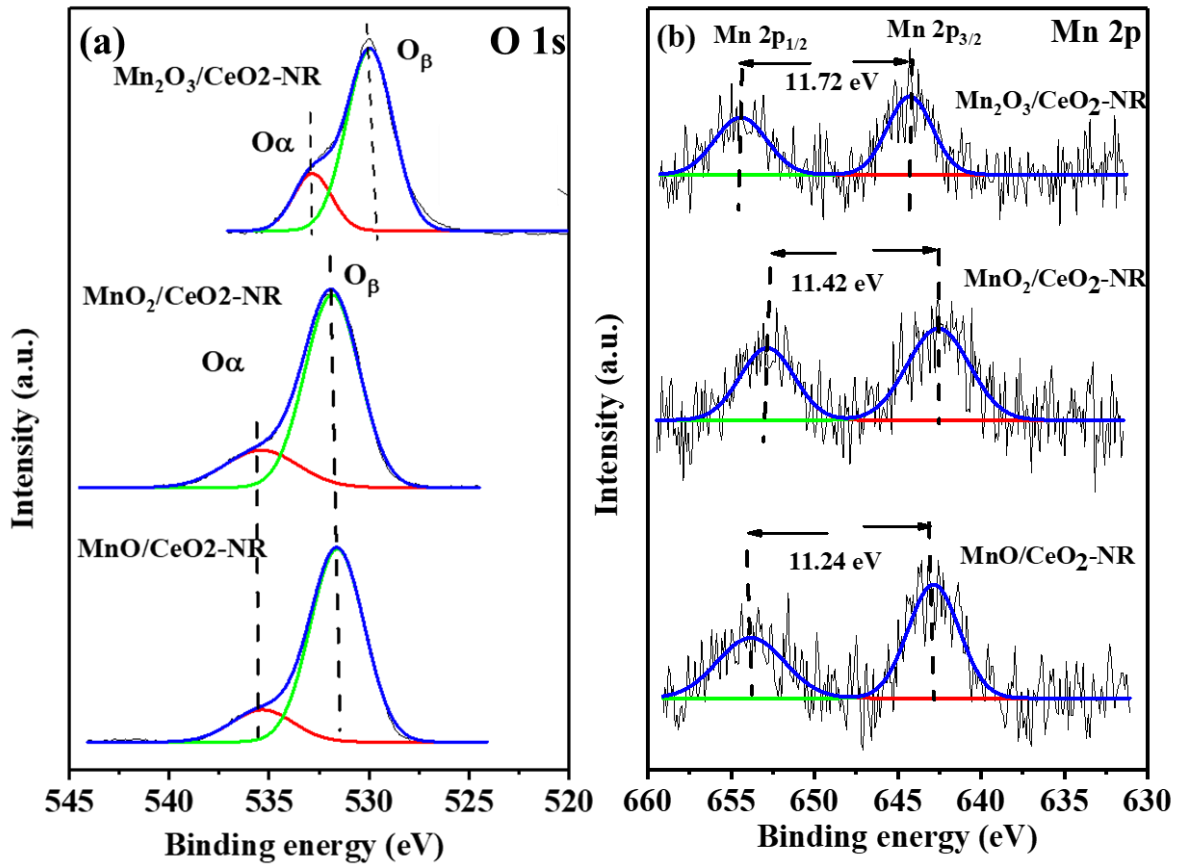 (a)
O 1s
Oβ
Mn2O3/CeO2-NR
Oα
Oβ
MnO2/CeO2-NR
Oα
MnO/CeO2-NR
Intensity (a.u.)
545 540 535 530 525 520
Binding energy (eV)
(b)
Mn 2p1/2
Mn 2p3/2
Mn 2p
11.72 eV
Mn2O3/CeO2-NR
MnO2/CeO2-NR
11.42 eV
MnO/CeO2-NR
11.24 eV
Intensity (a.u.)
660 655 650 645 640 635 630
Binding energy (eV)